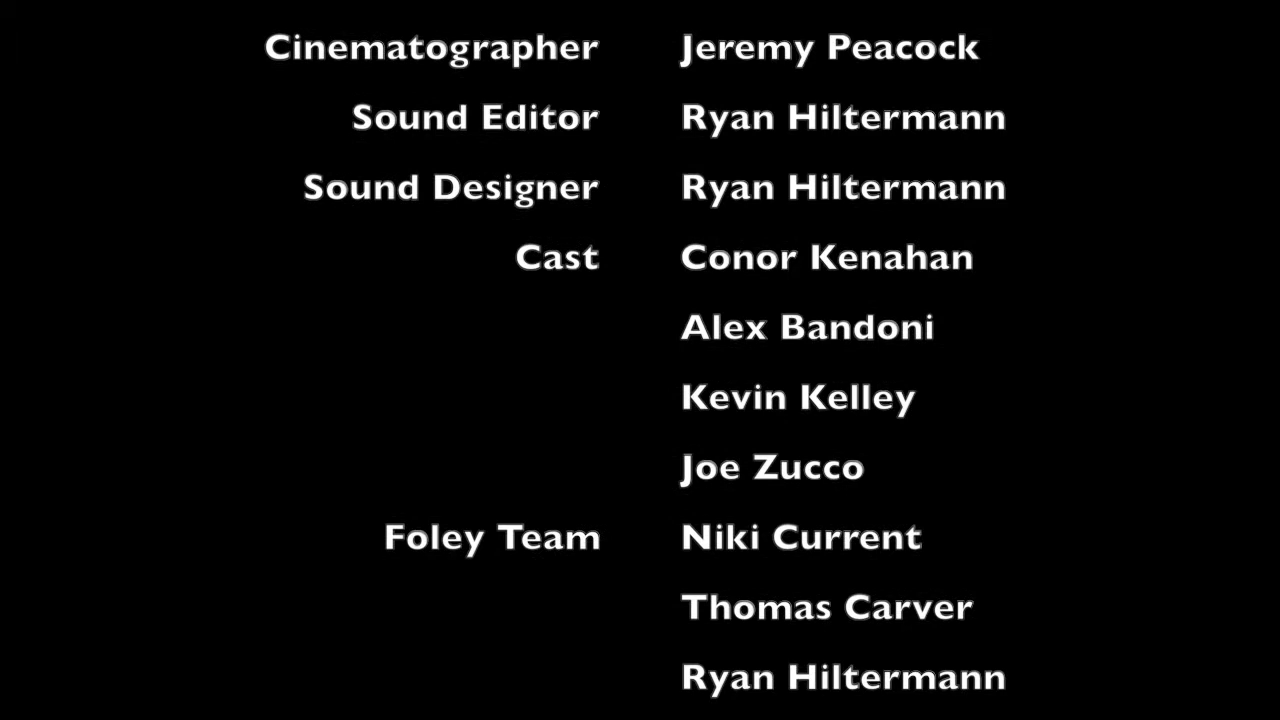 Cinematographer Jeremy Peacock
Sound Editor Ryan Hiltermann
Sound Designer Ryan Hiltermann
Cast Conor Kenahan
Alex Bandoni
Kevin Kelley
Joe Zucco
Foley Team Niki Current
Thomas Carver
Ryan Hiltermann